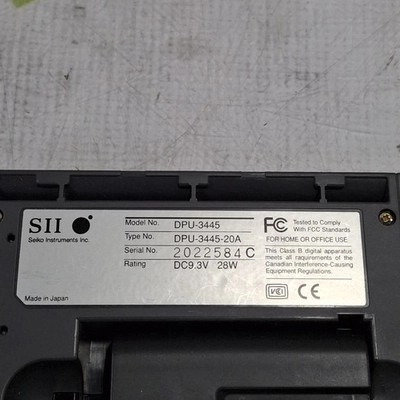 SII
Seiko Instruments Inc.
Made in Japan
Model No. DPU-3445
Type No. DPU-3445-20A
Serial No. 2022584 C
Rating DC9.3V 28W
FC Tested to Comply
With FCC Standards
FOR HOME OR OFFICE USE
This Class B digital apparatus
meets all requirements of the
Canadian Interference-Causing
Equipment Regulations.
VCI CE